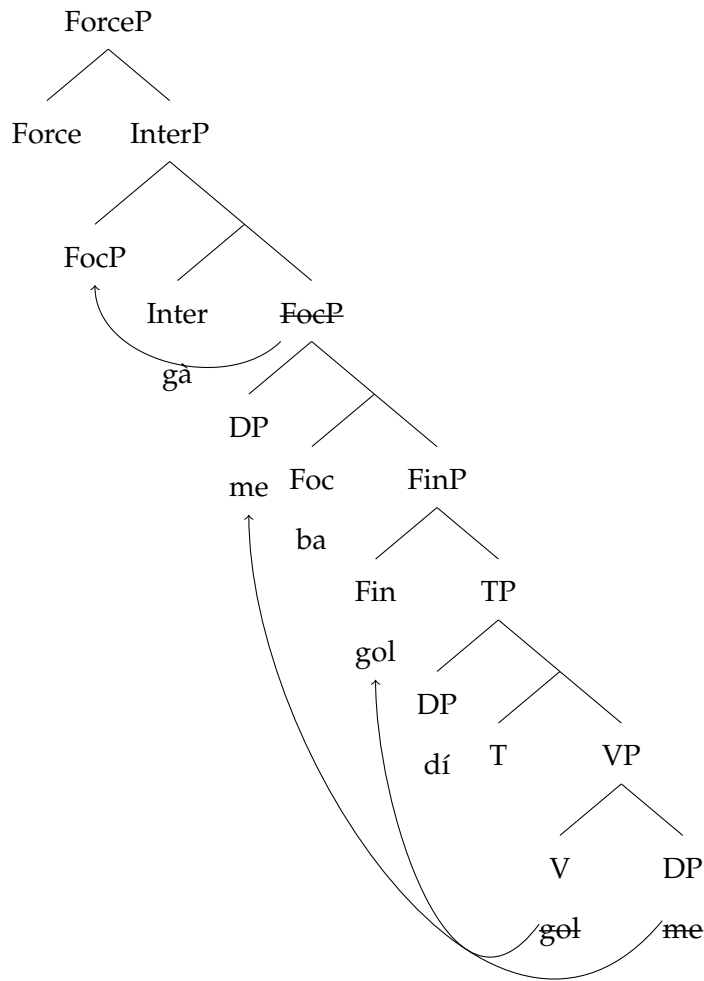 ForceP
Force InterP
FocP
Inter FocP
gà
DP
me Foc FinP
ba
Fin TP
gol
DP
dí T VP
V DP
gol me